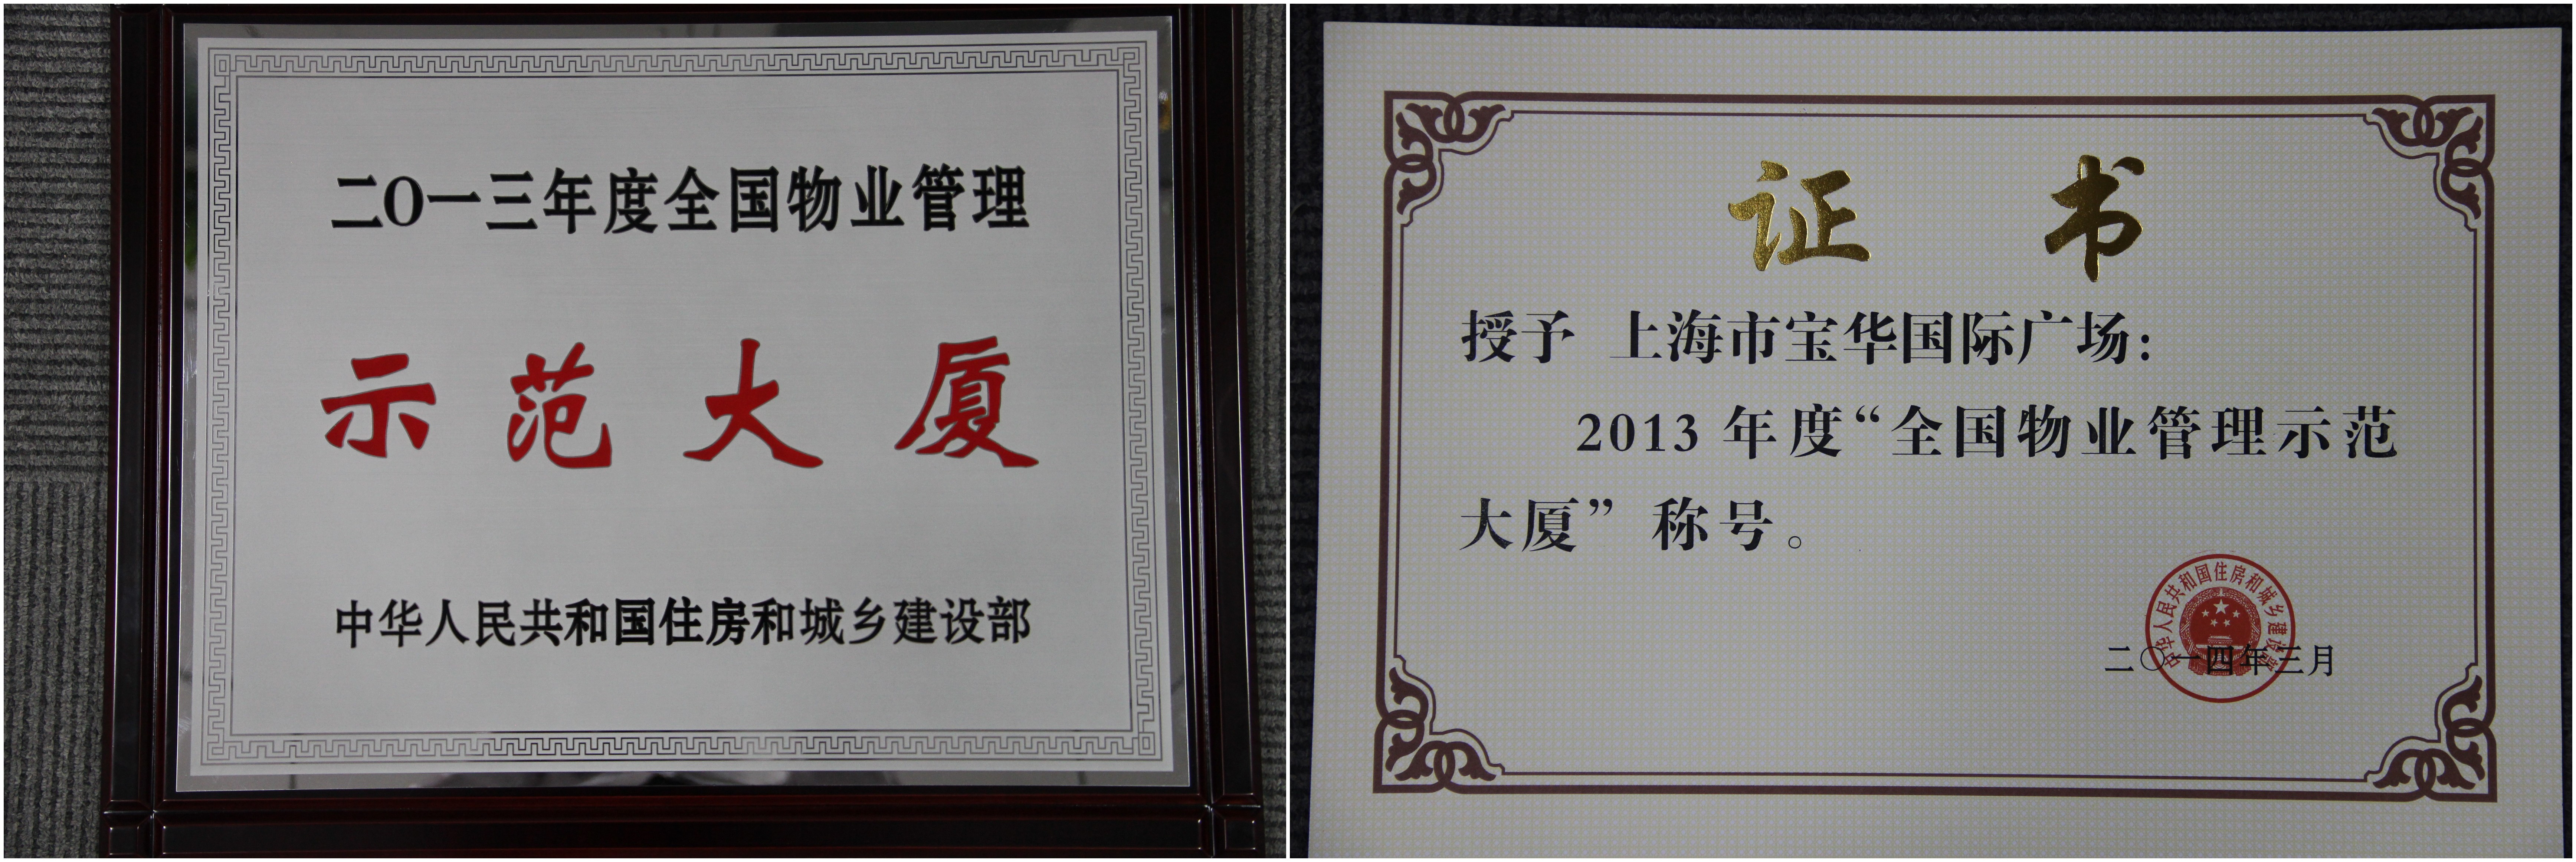 二〇一三年度全国物业管理
示范大厦
中华人民共和国住房和城乡建设部
证书
授予 上海市宝华国际广场：
2013年度“全国物业管理示范
大厦”称号。
中华人民共和国住房和城乡建设部
二〇一四年三月